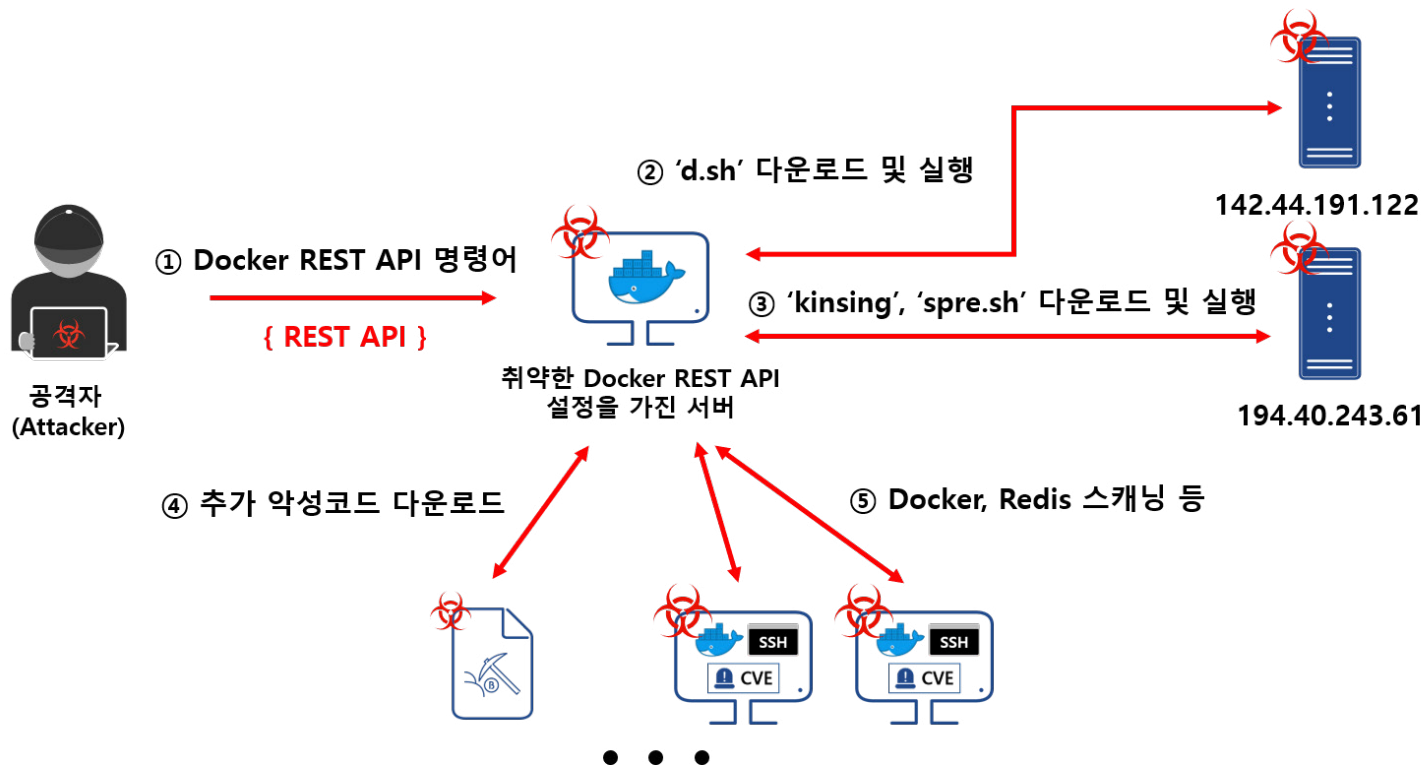 ② ‘d.sh’ 다운로드 및 실행
142.44.191.122
① Docker REST API 명령어
{ REST API }
③ ‘kinsing’, ‘spre.sh’ 다운로드 및 실행
공격자
(Attacker)
취약한 Docker REST API
설정을 가진 서버
194.40.243.61
④ 추가 악성코드 다운로드
⑤ Docker, Redis 스캐닝 등
B
SSH
CVE
SSH
CVE